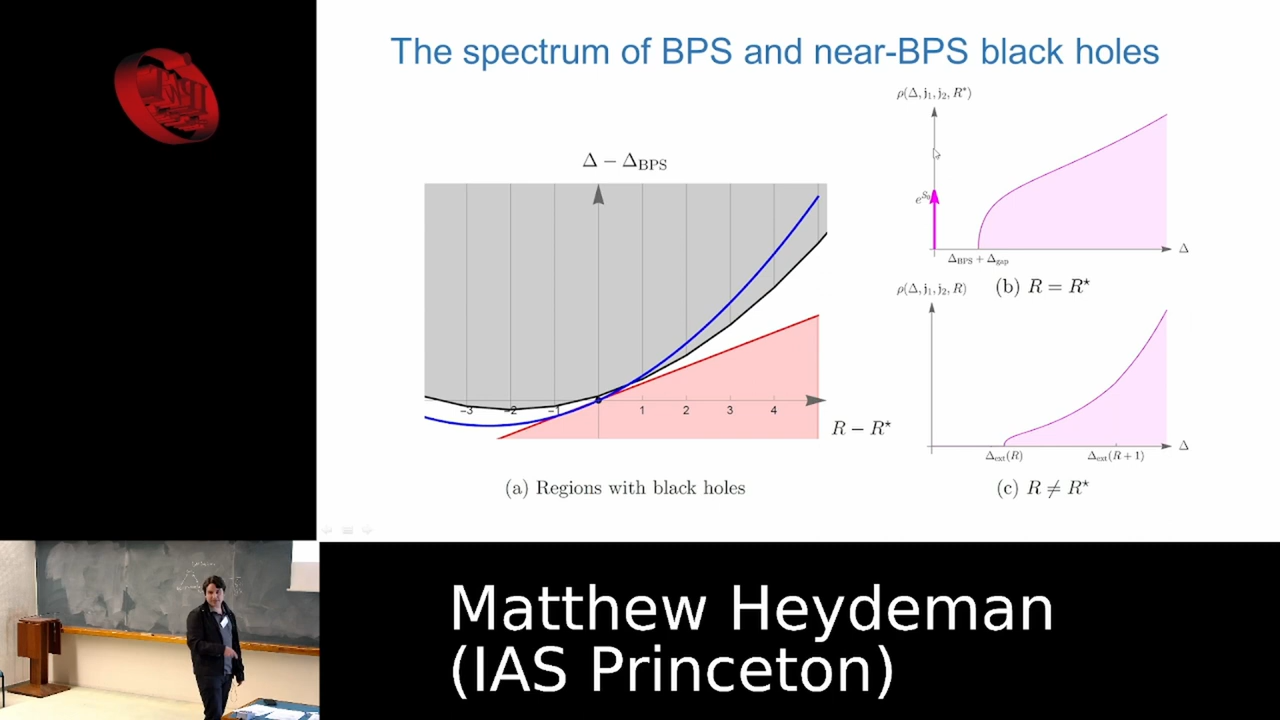 The spectrum of BPS and near-BPS black holes
Δ − Δ_BPS
−3 −2 −1 1 2 3 4
R − R⋆
(a) Regions with black holes
ρ(Δ, j₁, j₂, R⋆)
e^{S₀}
Δ
Δ_BPS + Δ_gap
(b) R = R⋆
ρ(Δ, j₁, j₂, R)
Δ
Δ_ext(R) Δ_ext(R + 1)
(c) R ≠ R⋆
Matthew Heydeman
(IAS Princeton)